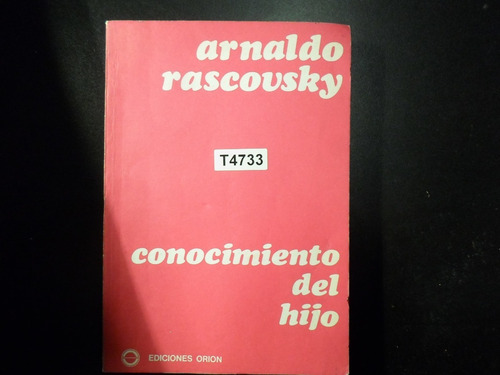 arnaldo
rascovsky
T4733
conocimiento
del
hijo
EDICIONES ORION